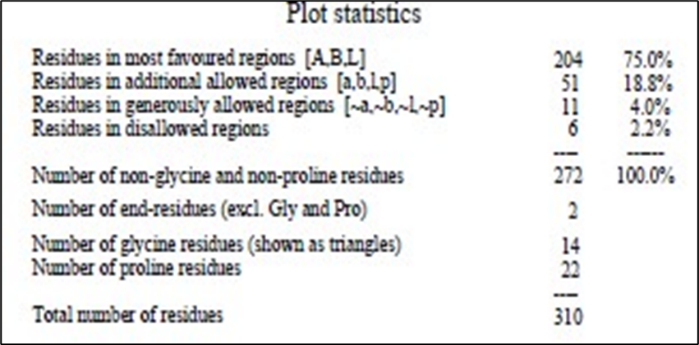 Plot statistics
Residues in most favoured regions [A,B,L] 204 75.0%
Residues in additional allowed regions [a,b,l,p] 51 18.8%
Residues in generously allowed regions [~a,~b,~l,~p] 11 4.0%
Residues in disallowed regions 6 2.2%
---- ------
Number of non-glycine and non-proline residues 272 100.0%
Number of end-residues (excl. Gly and Pro) 2
Number of glycine residues (shown as triangles) 14
Number of proline residues 22
----
Total number of residues 310